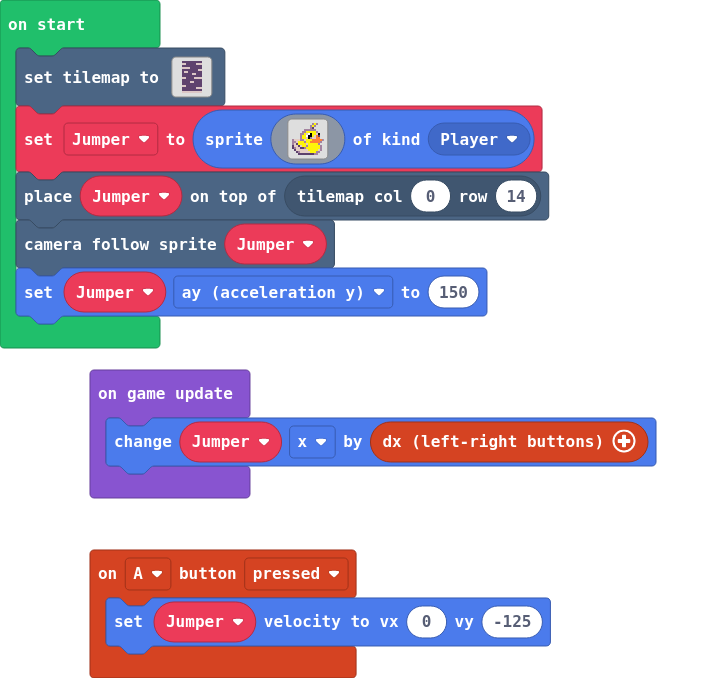 on start
set tilemap to
set Jumper to sprite of kind Player
place Jumper on top of tilemap col 0 row 14
camera follow sprite Jumper
set Jumper ay (acceleration y) to 150
on game update
change Jumper x by dx (left-right buttons)
on A button pressed
set Jumper velocity to vx 0 vy -125